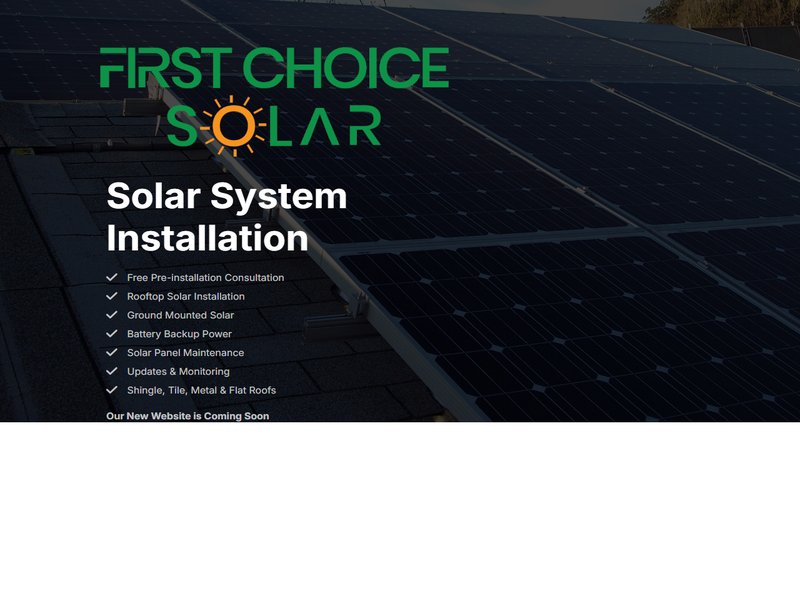 FIRST CHOICE
SOLAR
Solar System
Installation
Free Pre-installation Consultation
Rooftop Solar Installation
Ground Mounted Solar
Battery Backup Power
Solar Panel Maintenance
Updates & Monitoring
Shingle, Tile, Metal & Flat Roofs
Our New Website is Coming Soon